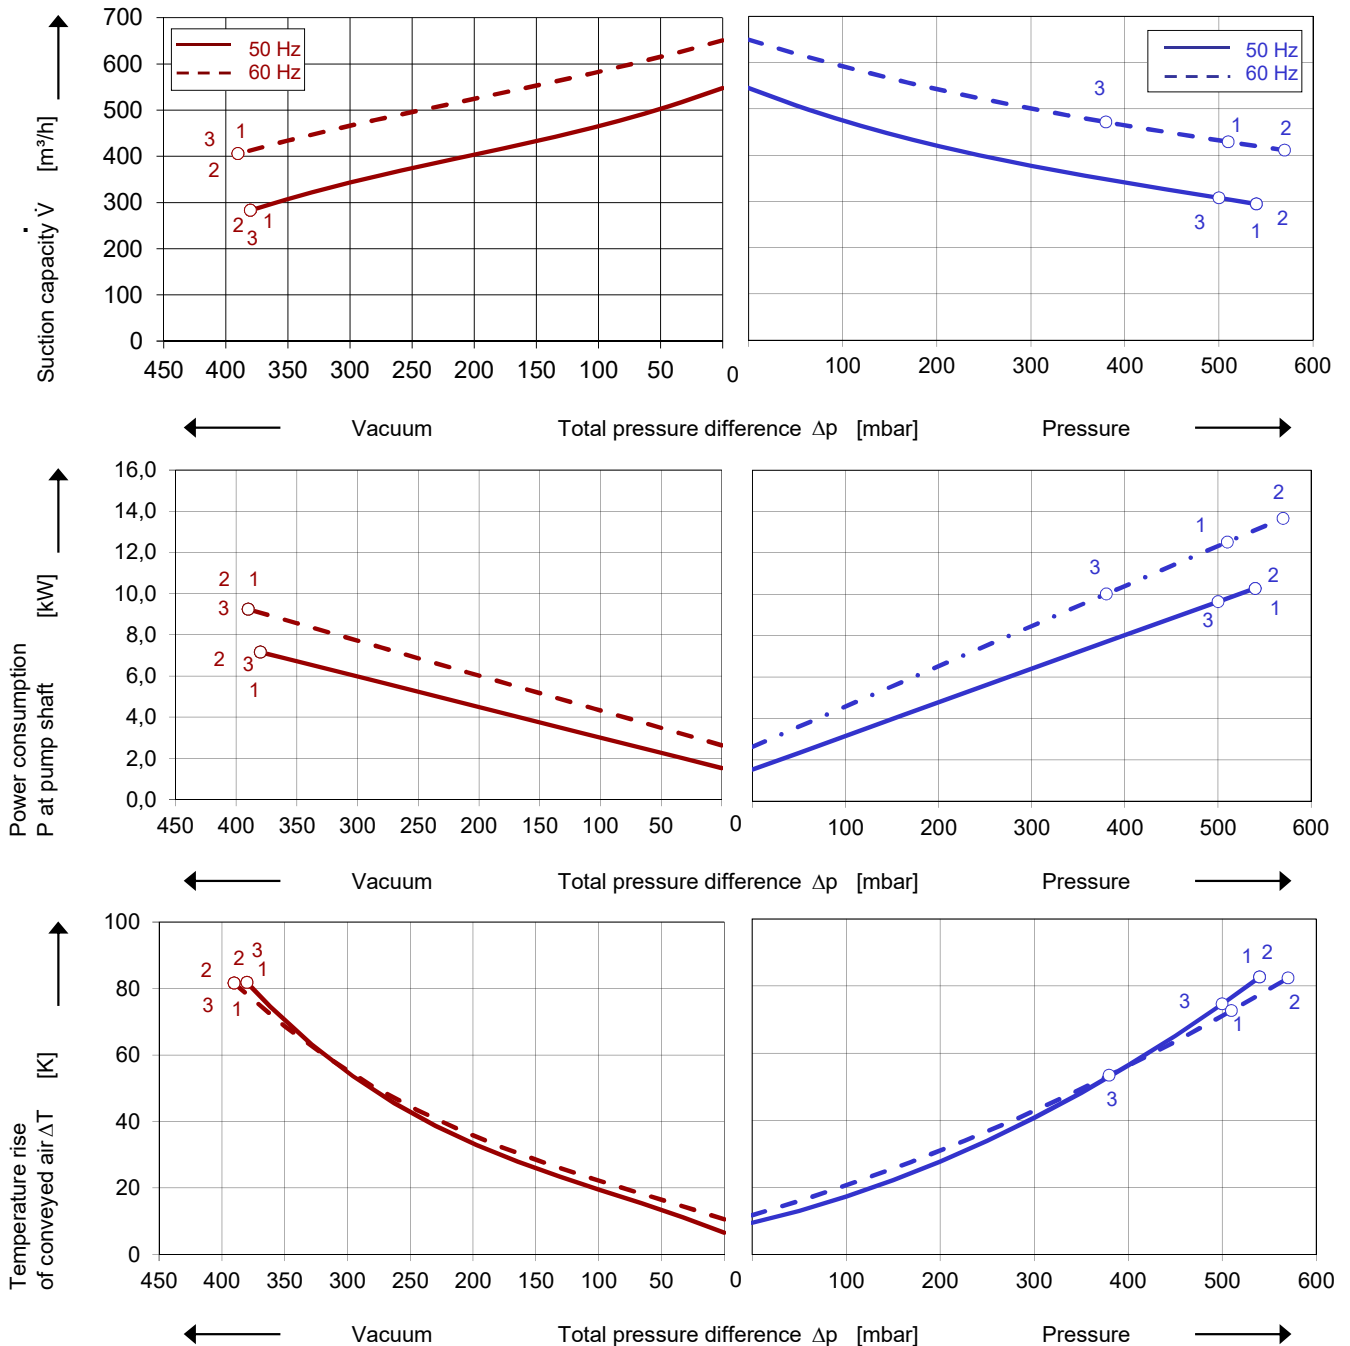 700
600
500
400
300
200
100
0
Suction capacity V̇ [m³/h]
50 Hz
60 Hz
3 1
2
2 1
3
450 400 350 300 250 200 150 100 50 0
50 Hz
60 Hz
3
1 2
3 1 2
100 200 300 400 500 600
Vacuum Total pressure difference Δp [mbar] Pressure
16,0
14,0
12,0
10,0
8,0
6,0
4,0
2,0
0,0
Power consumption
P at pump shaft [kW]
2 1
3
2 3
1
450 400 350 300 250 200 150 100 50 0
2
1
3
2
3 1
100 200 300 400 500 600
Vacuum Total pressure difference Δp [mbar] Pressure
100
80
60
40
20
0
Temperature rise
of conveyed air ΔT [K]
3
2 2 1
3 1
450 400 350 300 250 200 150 100 50 0
1 2
3 1 2
3
100 200 300 400 500 600
Vacuum Total pressure difference Δp [mbar] Pressure